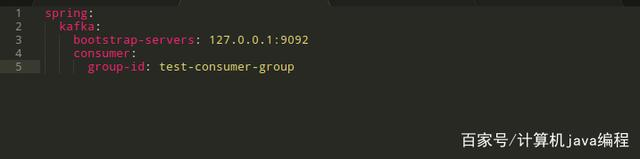 1 spring:
2 kafka:
3 bootstrap-servers: 127.0.0.1:9092
4 consumer:
5 group-id: test-consumer-group
百家号/计算机java编程